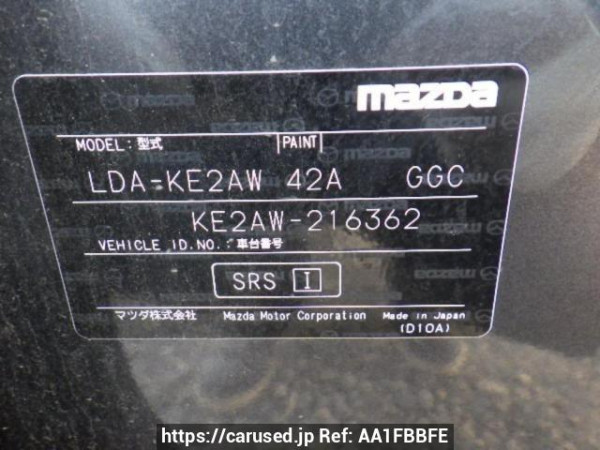 mazda
MODEL: 型式 PAINT
LDA-KE2AW 42A GGC
KE2AW-216362
VEHICLE ID.NO.: 車台番号
SRS I
マツダ株式会社 Mazda Motor Corporation Made in Japan
(D10A)
https://carused.jp Ref: AA1FBBFE